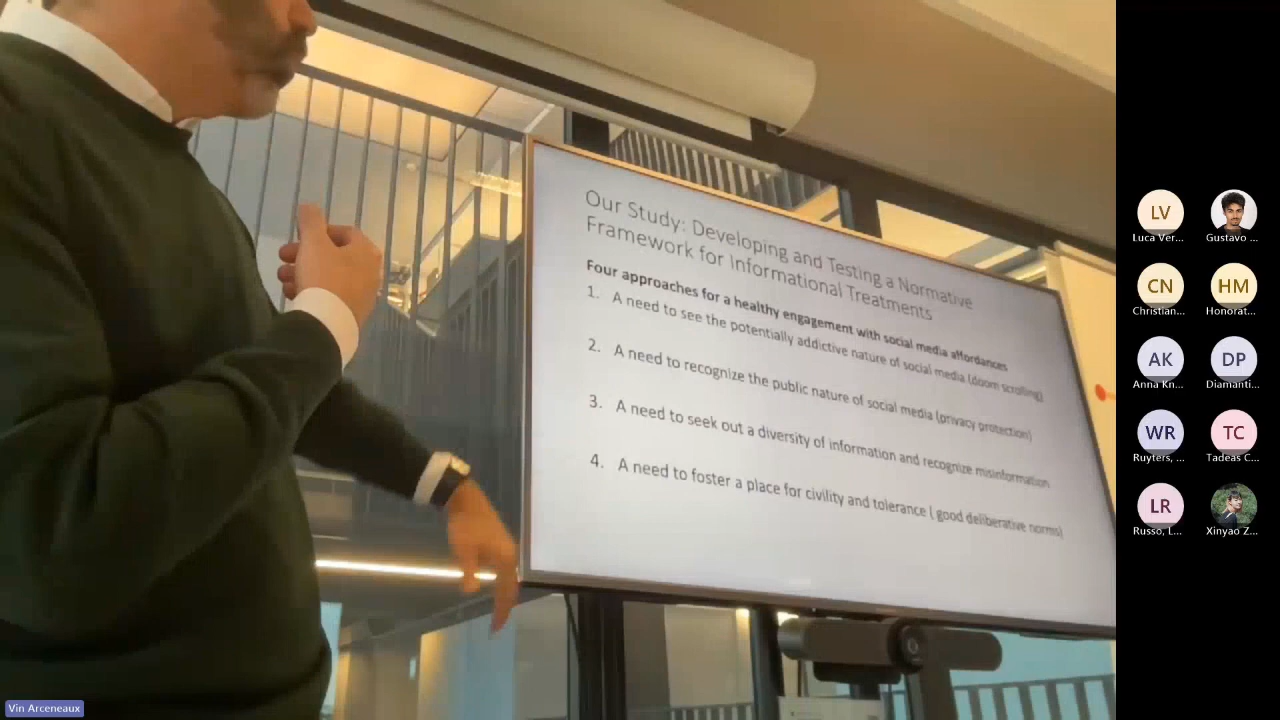 Our Study: Developing and Testing a Normative
Framework for Informational Treatments
Four approaches for a healthy engagement with social media affordances
1. A need to see the potentially addictive nature of social media (doom scrolling)
2. A need to recognize the public nature of social media (privacy protection)
3. A need to seek out a diversity of information and recognize misinformation
4. A need to foster a place for civility and tolerance ( good deliberative norms)
LV
Luca Ver...
Gustavo ...
CN
Christian...
HM
Honorat...
AK
Anna Kn...
DP
Diamanti...
WR
Ruyters, ...
TC
Tadeas C...
LR
Russo, L...
Xinyao Z...
Vin Arceneaux